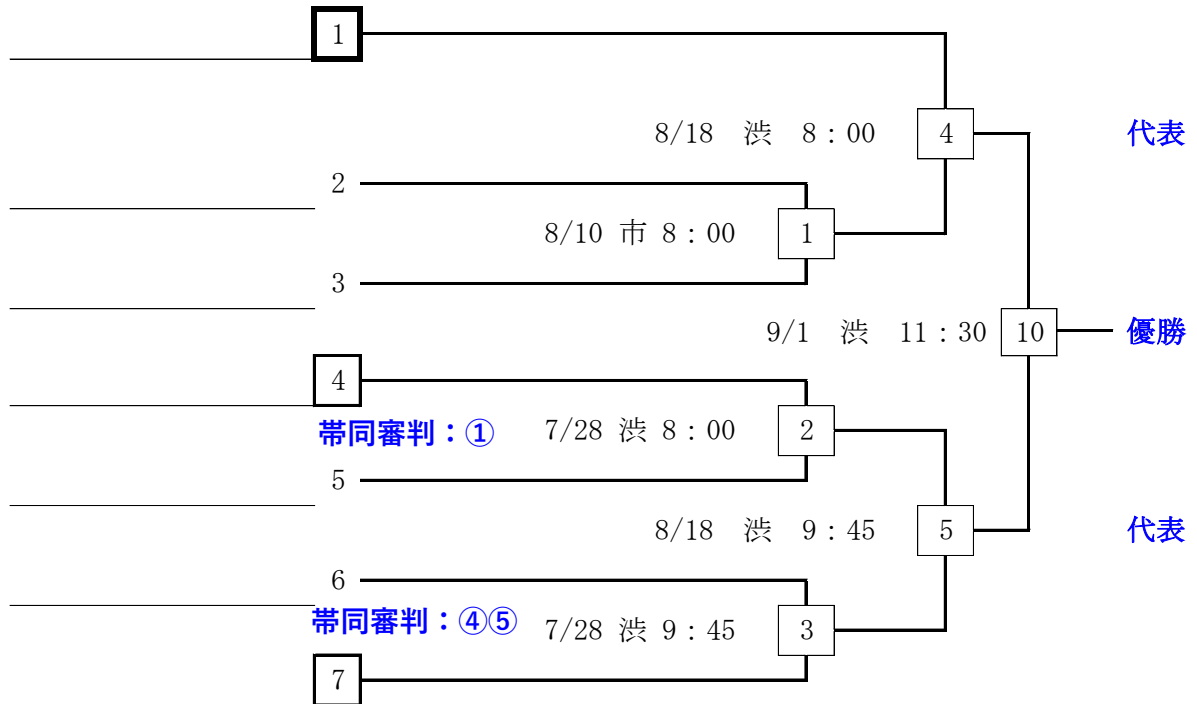 1
8/18 渋 8：00
4
代表
2
8/10 市 8：00
1
3
9/1 渋 11：30
10
優勝
4
帯同審判：①
7/28 渋 8：00
2
5
8/18 渋 9：45
5
代表
6
帯同審判：④⑤
7/28 渋 9：45
3
7